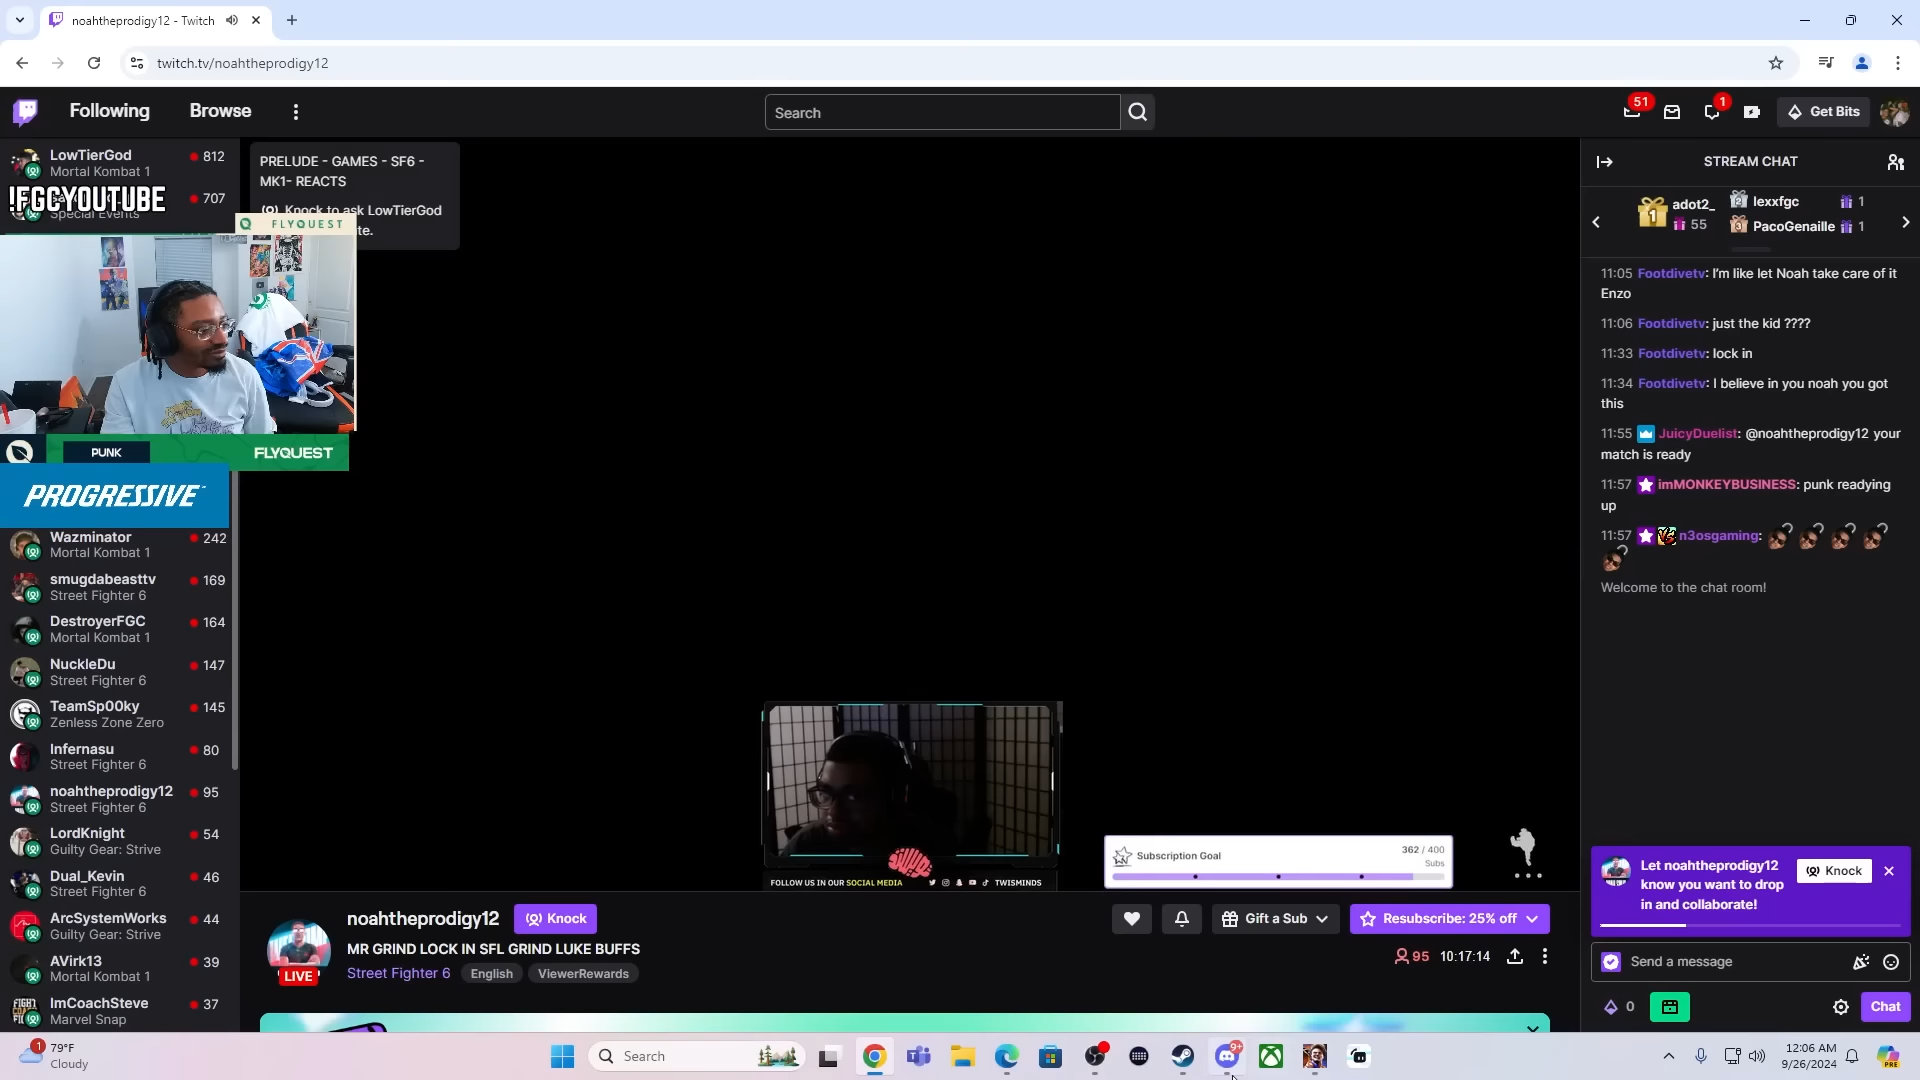 noahtheprodigy12 - Twitch
twitch.tv/noahtheprodigy12
Following
Browse
Search
51
1
Get Bits
LowTierGod
812
Mortal Kombat 1
!FGCYOUTUBE
707
Special Events
PRELUDE - GAMES - SF6 -
MK1- REACTS
Knock to ask LowTierGod
te.
FLYQUEST
PUNK
FLYQUEST
PROGRESSIVE
Wazminator
242
Mortal Kombat 1
smugdabeasttv
169
Street Fighter 6
DestroyerFGC
164
Mortal Kombat 1
NuckleDu
147
Street Fighter 6
TeamSp00ky
145
Zenless Zone Zero
Infernasu
80
Street Fighter 6
noahtheprodigy12
95
Street Fighter 6
LordKnight
54
Guilty Gear: Strive
Dual_Kevin
46
Street Fighter 6
ArcSystemWorks
44
Guilty Gear: Strive
AVirk13
39
Mortal Kombat 1
ImCoachSteve
37
Marvel Snap
FOLLOW US IN OUR SOCIAL MEDIA
TWISMINDS
Subscription Goal
362 / 400
Subs
LIVE
noahtheprodigy12
Knock
MR GRIND LOCK IN SFL GRIND LUKE BUFFS
Street Fighter 6
English
ViewerRewards
Gift a Sub
Resubscribe: 25% off
95
10:17:14
STREAM CHAT
1
adot2_
55
2
lexxfgc
1
3
PacoGenaille
1
11:05 Footdivetv: I'm like let Noah take care of it
Enzo
11:06 Footdivetv: just the kid ????
11:33 Footdivetv: lock in
11:34 Footdivetv: I believe in you noah you got
this
11:55 JuicyDuelist: @noahtheprodigy12 your
match is ready
11:57 imMONKEYBUSINESS: punk readying
up
11:57 n3osgaming:
Welcome to the chat room!
Let noahtheprodigy12
know you want to drop
in and collaborate!
Knock
Send a message
0
Chat
1
79°F
Cloudy
Search
9+
12:06 AM
9/26/2024
PRE